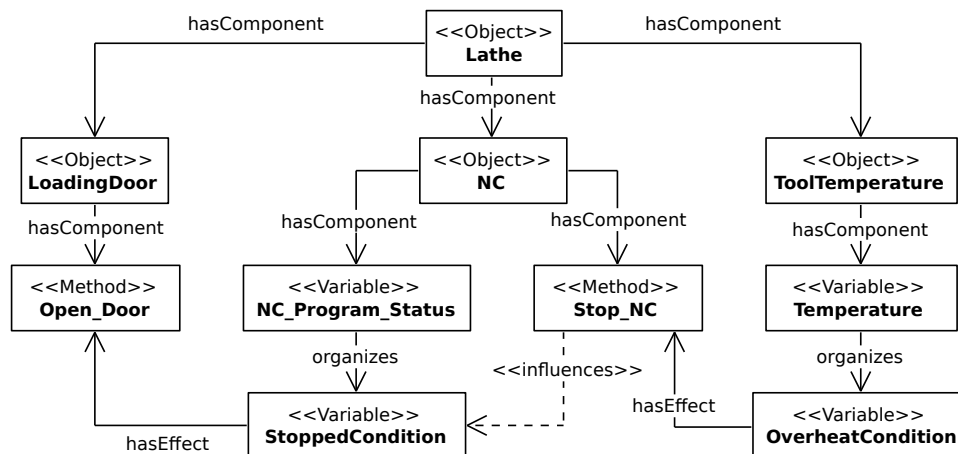 hasComponent
<<Object>>
Lathe
hasComponent
hasComponent
<<Object>>
LoadingDoor
<<Object>>
NC
<<Object>>
ToolTemperature
hasComponent
hasComponent
hasComponent
hasComponent
<<Method>>
Open_Door
<<Variable>>
NC_Program_Status
<<Method>>
Stop_NC
<<Variable>>
Temperature
organizes
<<influences>>
organizes
hasEffect
<<Variable>>
StoppedCondition
hasEffect
<<Variable>>
OverheatCondition